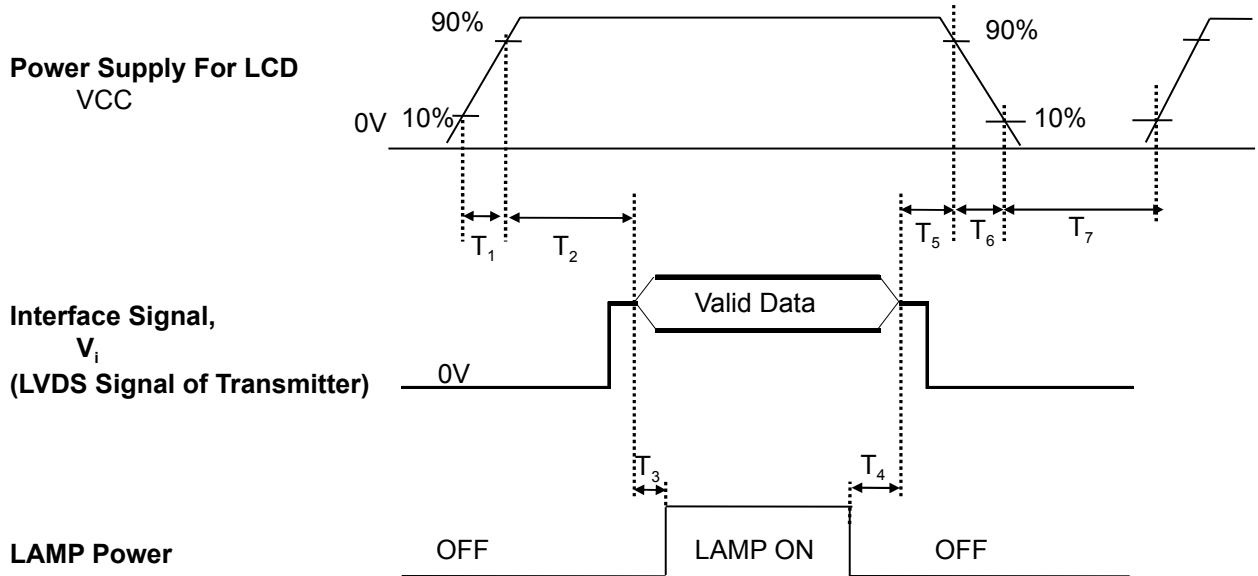 90%
90%
Power Supply For LCD
VCC
0V
10%
10%
T₁
T₂
T₅
T₆
T₇
Valid Data
Interface Signal,
Vᵢ
(LVDS Signal of Transmitter)
0V
T₃
T₄
LAMP Power
OFF
LAMP ON
OFF